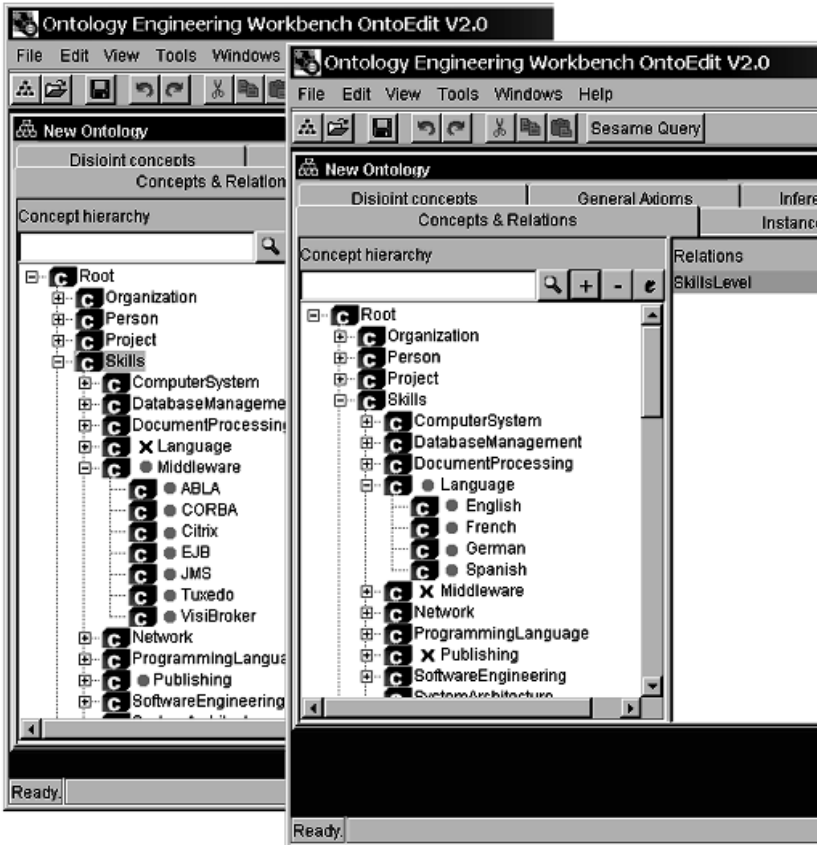 Ontology Engineering Workbench OntoEdit V2.0
File Edit View Tools Windows
New Ontology
Disjoint concepts
Concepts & Relation
Concept hierarchy
Root
Organization
Person
Project
Skills
ComputerSystem
DatabaseManageme
DocumentProcessing
Language
Middleware
ABLA
CORBA
Citrix
EJB
JMS
Tuxedo
VisiBroker
Network
ProgrammingLangua
Publishing
SoftwareEngineering
Ready.
Ontology Engineering Workbench OntoEdit V2.0
File Edit View Tools Windows Help
Sesame Query
New Ontology
Disjoint concepts General Axioms Infere
Concepts & Relations Instance
Concept hierarchy Relations
+ - e SkillsLevel
Root
Organization
Person
Project
Skills
ComputerSystem
DatabaseManagement
DocumentProcessing
Language
English
French
German
Spanish
Middleware
Network
ProgrammingLanguage
Publishing
SoftwareEngineering
SystemArchitecture
Ready.